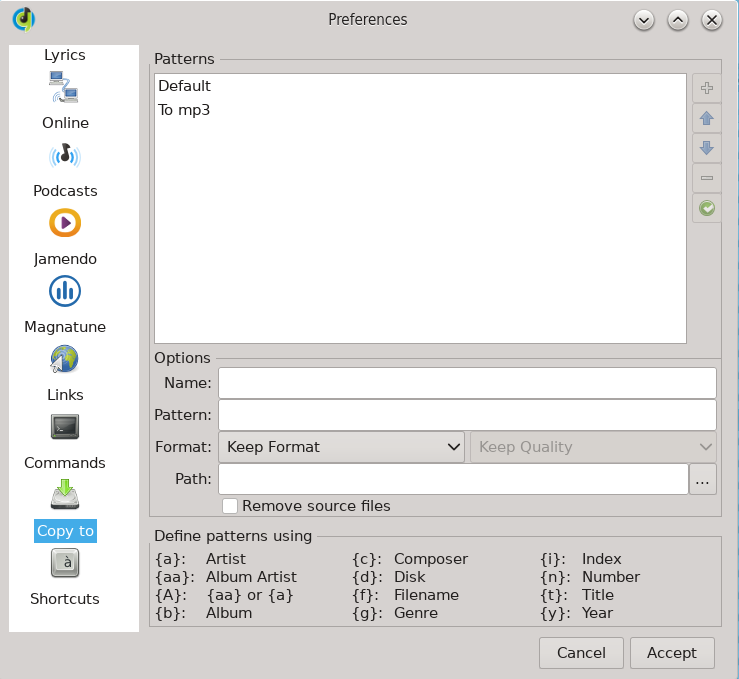 Preferences
Lyrics
Online
Podcasts
Jamendo
Magnatune
Links
Commands
Copy to
à
Shortcuts
Patterns
Default
To mp3
Options
Name:
Pattern:
Format: Keep Format Keep Quality
Path: ...
Remove source files
Define patterns using
{a}: Artist {c}: Composer {i}: Index
{aa}: Album Artist {d}: Disk {n}: Number
{A}: {aa} or {a} {f}: Filename {t}: Title
{b}: Album {g}: Genre {y}: Year
Cancel Accept